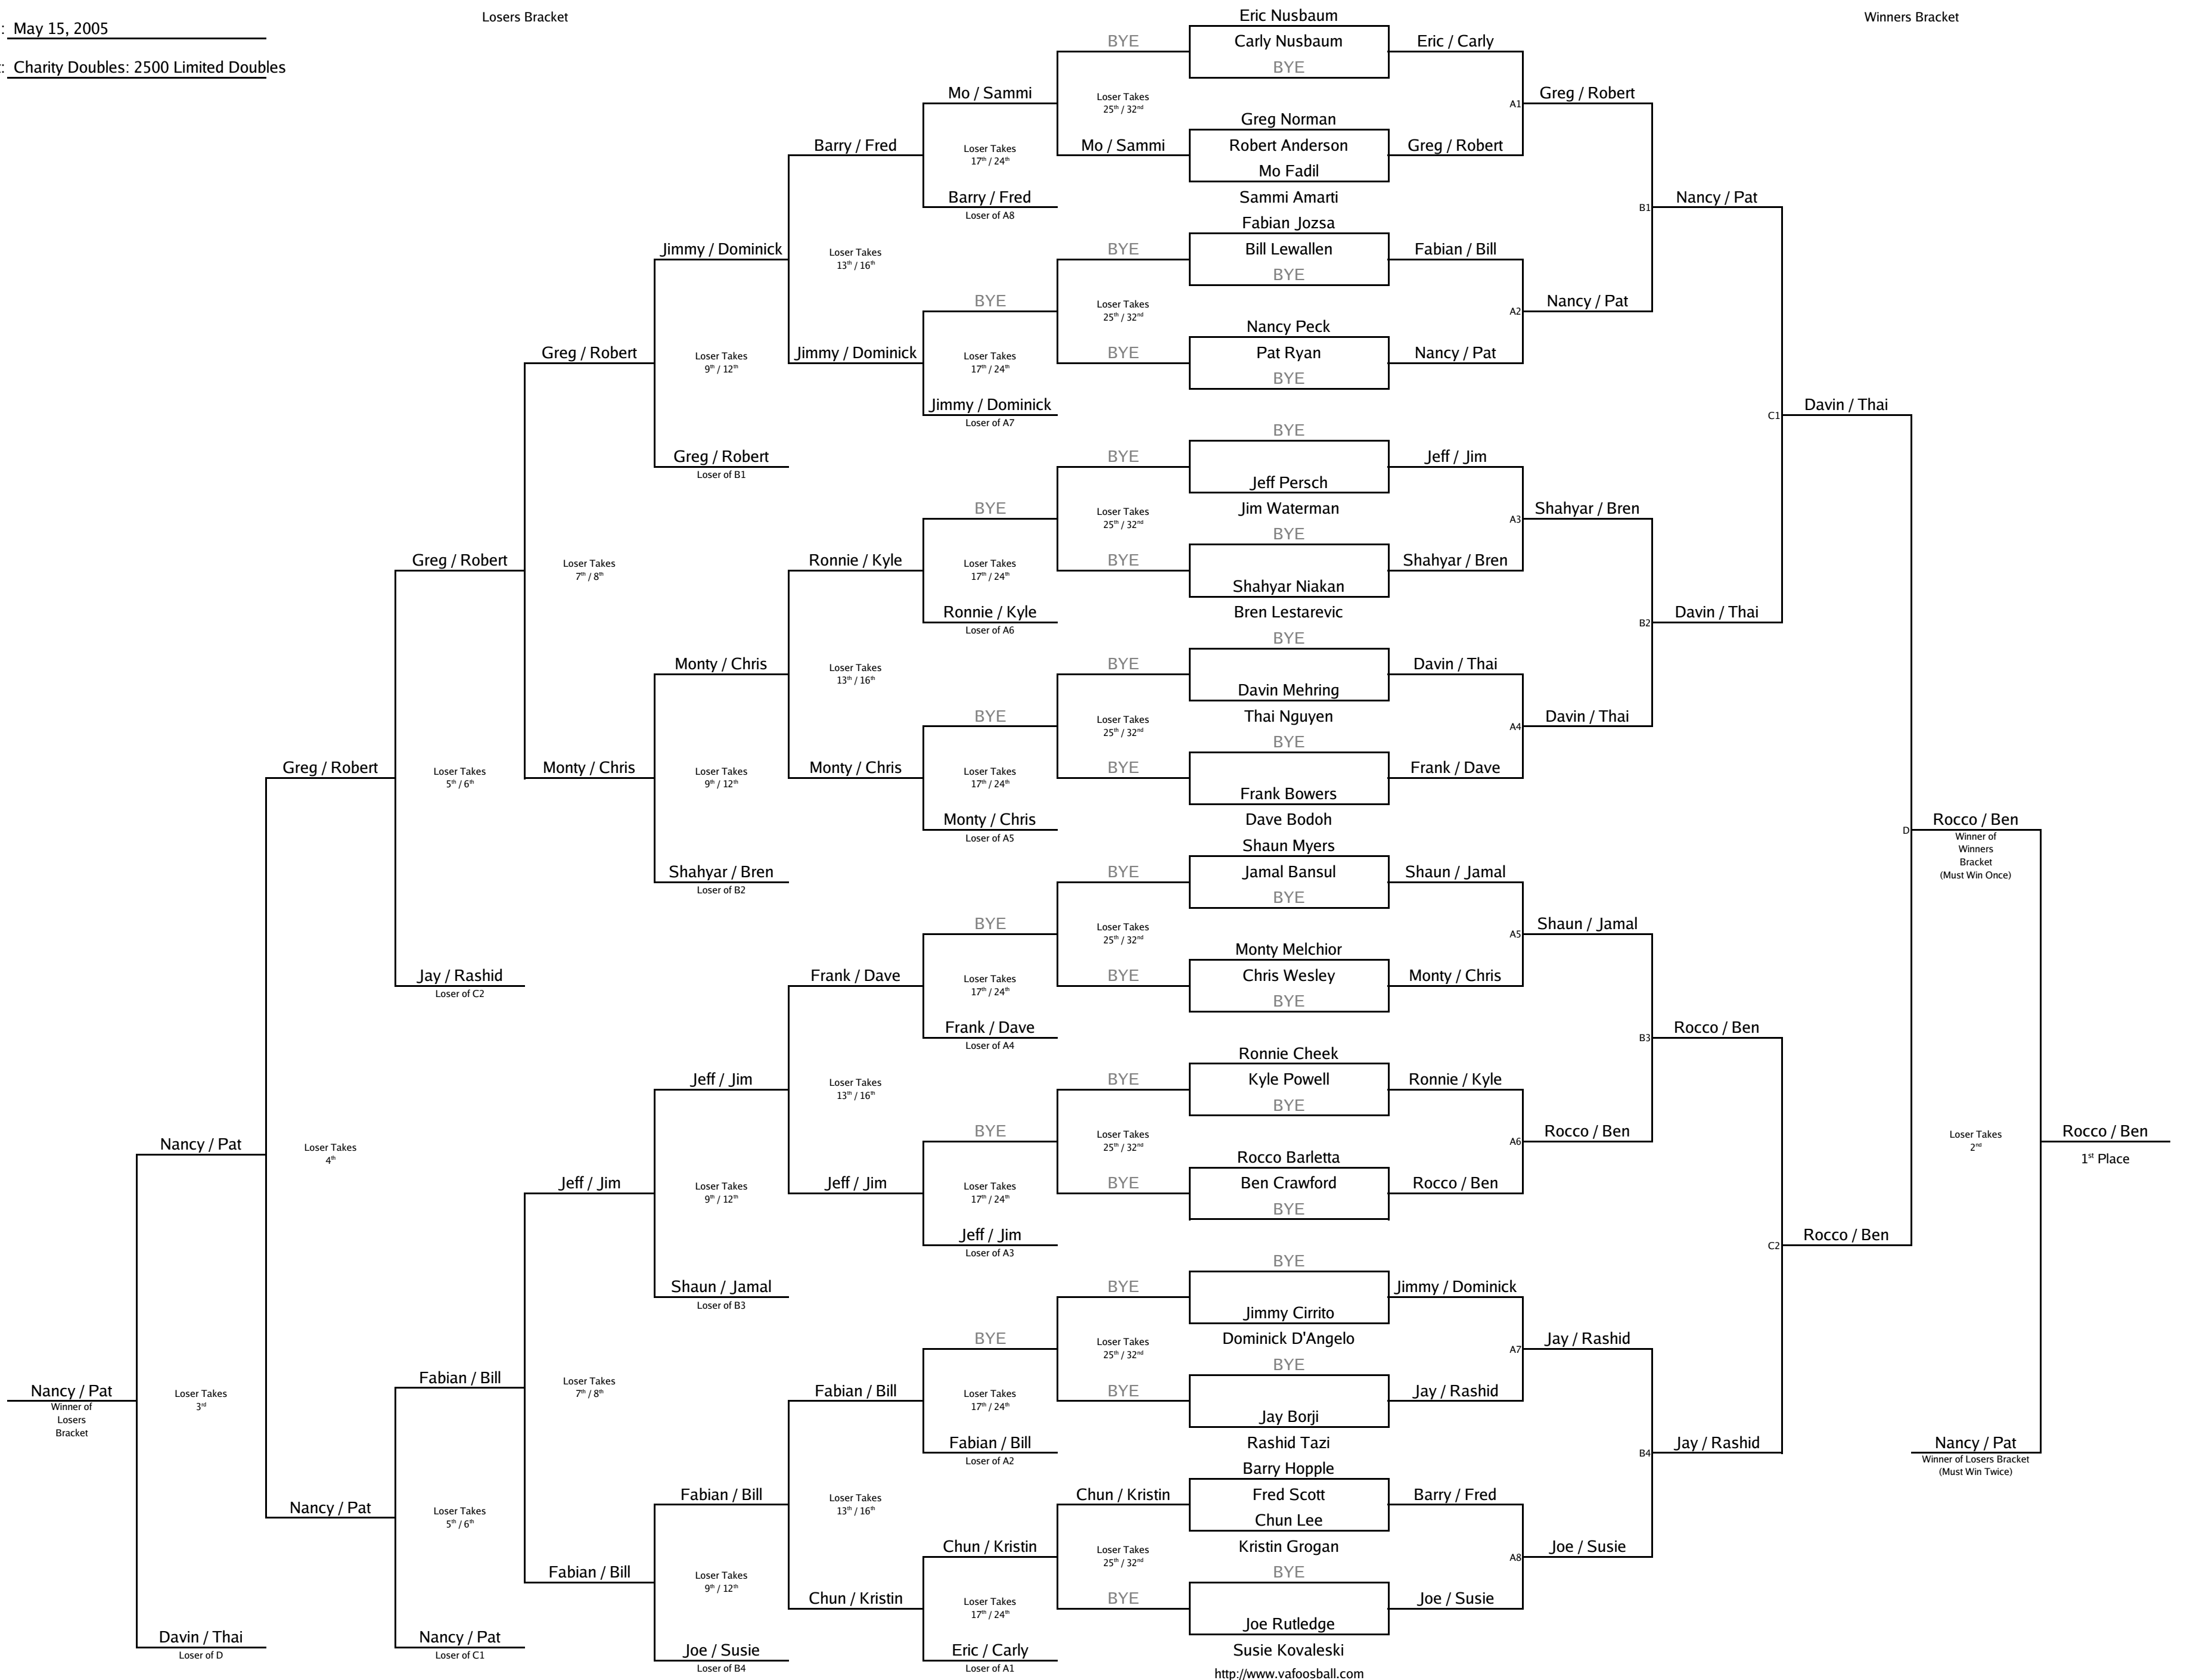 Losers Bracket
Winners Bracket
: May 15, 2005
: Charity Doubles: 2500 Limited Doubles
Eric Nusbaum
BYE
Carly Nusbaum
Eric / Carly
BYE
Mo / Sammi
Loser Takes
25th / 32nd
A1
Greg / Robert
Greg Norman
Barry / Fred
Loser Takes
17th / 24th
Mo / Sammi
Robert Anderson
Greg / Robert
Mo Fadil
Barry / Fred
Loser of A8
Sammi Amarti
B1
Nancy / Pat
Fabian Jozsa
Jimmy / Dominick
Loser Takes
13th / 16th
BYE
Bill Lewallen
Fabian / Bill
BYE
BYE
Loser Takes
25th / 32nd
A2
Nancy / Pat
Nancy Peck
Greg / Robert
Loser Takes
9th / 12th
Jimmy / Dominick
Loser Takes
17th / 24th
BYE
Pat Ryan
Nancy / Pat
BYE
Jimmy / Dominick
Loser of A7
C1
Davin / Thai
BYE
Greg / Robert
Loser of B1
BYE
Jeff / Jim
Jeff Persch
BYE
Loser Takes
25th / 32nd
Jim Waterman
A3
Shahyar / Bren
BYE
Greg / Robert
Loser Takes
7th / 8th
Ronnie / Kyle
Loser Takes
17th / 24th
BYE
Shahyar / Bren
Shahyar Niakan
Ronnie / Kyle
Loser of A6
Bren Lestarevic
B2
Davin / Thai
BYE
Monty / Chris
Loser Takes
13th / 16th
BYE
Davin / Thai
Davin Mehring
BYE
Loser Takes
25th / 32nd
Thai Nguyen
A4
Davin / Thai
BYE
Greg / Robert
Loser Takes
5th / 6th
Monty / Chris
Loser Takes
9th / 12th
Monty / Chris
Loser Takes
17th / 24th
BYE
Frank / Dave
Frank Bowers
Monty / Chris
Loser of A5
Dave Bodoh
D
Rocco / Ben
Winner of
Winners
Bracket
(Must Win Once)
Shaun Myers
Shahyar / Bren
Loser of B2
BYE
Jamal Bansul
Shaun / Jamal
BYE
BYE
Loser Takes
25th / 32nd
A5
Shaun / Jamal
Monty Melchior
Jay / Rashid
Loser of C2
Frank / Dave
Loser Takes
17th / 24th
BYE
Chris Wesley
Monty / Chris
BYE
Frank / Dave
Loser of A4
B3
Rocco / Ben
Ronnie Cheek
Jeff / Jim
Loser Takes
13th / 16th
BYE
Kyle Powell
Ronnie / Kyle
BYE
Nancy / Pat
Loser Takes
4th
BYE
Loser Takes
25th / 32nd
A6
Rocco / Ben
Loser Takes
2nd
Rocco / Ben
1st Place
Rocco Barletta
Jeff / Jim
Loser Takes
9th / 12th
Jeff / Jim
Loser Takes
17th / 24th
BYE
Ben Crawford
Rocco / Ben
BYE
Jeff / Jim
Loser of A3
C2
Rocco / Ben
BYE
Shaun / Jamal
Loser of B3
BYE
Jimmy / Dominick
Jimmy Cirrito
BYE
Loser Takes
25th / 32nd
Dominick D'Angelo
A7
Jay / Rashid
BYE
Nancy / Pat
Winner of
Losers
Bracket
Loser Takes
3rd
Fabian / Bill
Loser Takes
7th / 8th
Fabian / Bill
Loser Takes
17th / 24th
BYE
Jay / Rashid
Jay Borji
Fabian / Bill
Loser of A2
Rashid Tazi
B4
Jay / Rashid
Nancy / Pat
Winner of Losers Bracket
(Must Win Twice)
Barry Hopple
Nancy / Pat
Loser Takes
5th / 6th
Fabian / Bill
Loser Takes
13th / 16th
Chun / Kristin
Fred Scott
Barry / Fred
Chun Lee
Chun / Kristin
Loser Takes
25th / 32nd
Kristin Grogan
A8
Joe / Susie
BYE
Fabian / Bill
Loser Takes
9th / 12th
Chun / Kristin
Loser Takes
17th / 24th
BYE
Joe / Susie
Joe Rutledge
Davin / Thai
Loser of D
Nancy / Pat
Loser of C1
Joe / Susie
Loser of B4
Eric / Carly
Loser of A1
Susie Kovaleski
http://www.vafoosball.com